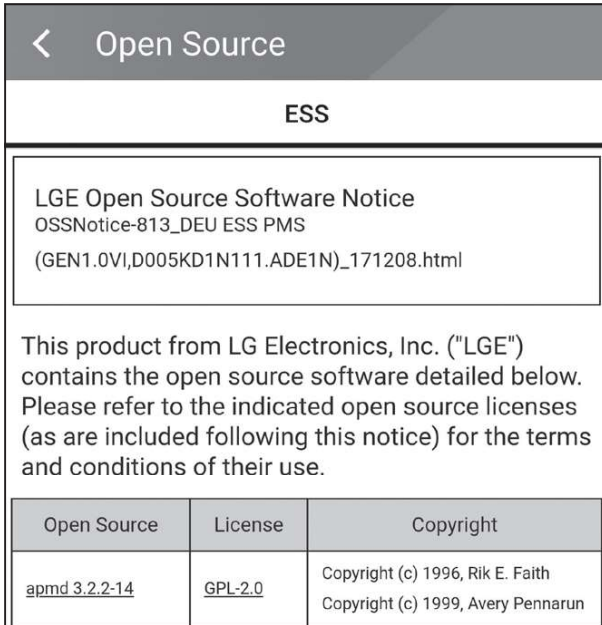 Open Source
ESS
LGE Open Source Software Notice
OSSNotice-813_DEU ESS PMS
(GEN1.0VI,D005KD1N111.ADE1N)_171208.html
This product from LG Electronics, Inc. ("LGE")
contains the open source software detailed below.
Please refer to the indicated open source licenses
(as are included following this notice) for the terms
and conditions of their use.
Open Source License Copyright
apmd 3.2.2-14 GPL-2.0 Copyright (c) 1996, Rik E. Faith
Copyright (c) 1999, Avery Pennarun